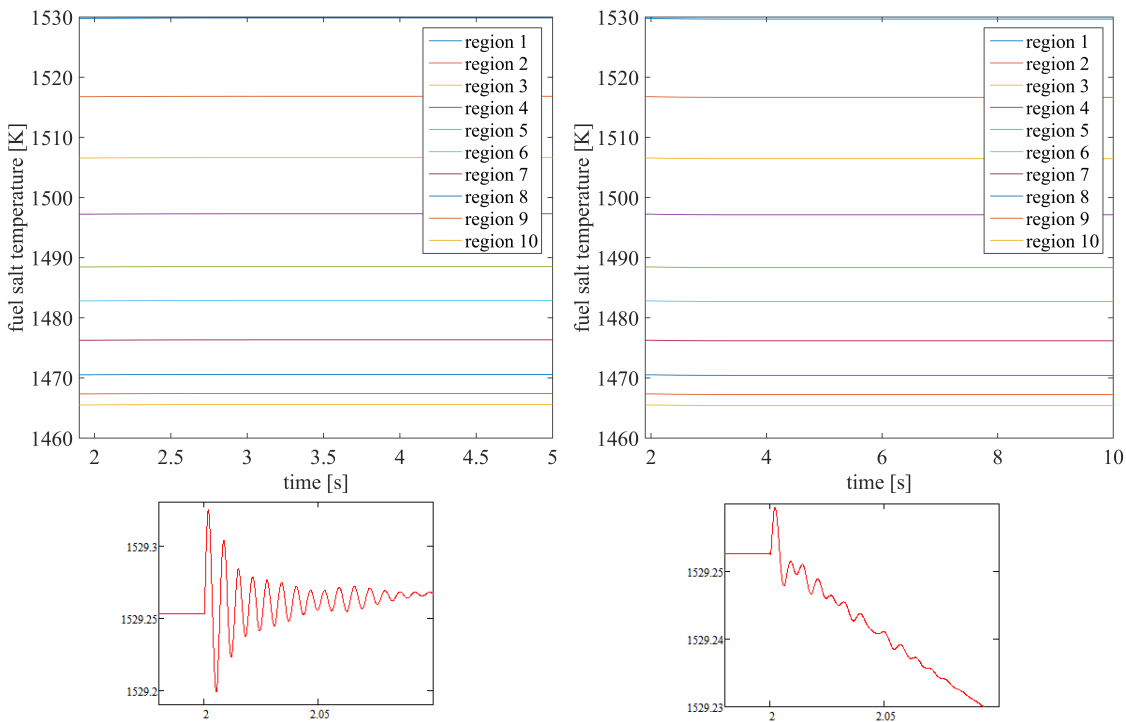 1530
1520
1510
1500
1490
1480
1470
1460
fuel salt temperature [K]
2
2.5
3
3.5
4
4.5
5
time [s]
region 1
region 2
region 3
region 4
region 5
region 6
region 7
region 8
region 9
region 10
1530
1520
1510
1500
1490
1480
1470
1460
fuel salt temperature [K]
2
4
6
8
10
time [s]
region 1
region 2
region 3
region 4
region 5
region 6
region 7
region 8
region 9
region 10
1529.3
1529.25
1529.2
2
2.05
1529.25
1529.24
1529.23
2
2.05